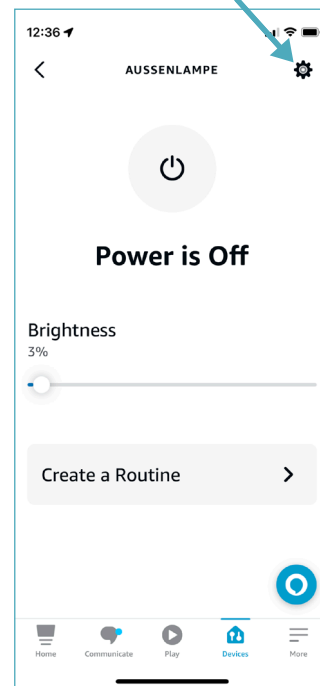 12:36
AUSSENLAMPE
Power is Off
Brightness
3%
Create a Routine
Home Communicate Play Devices More